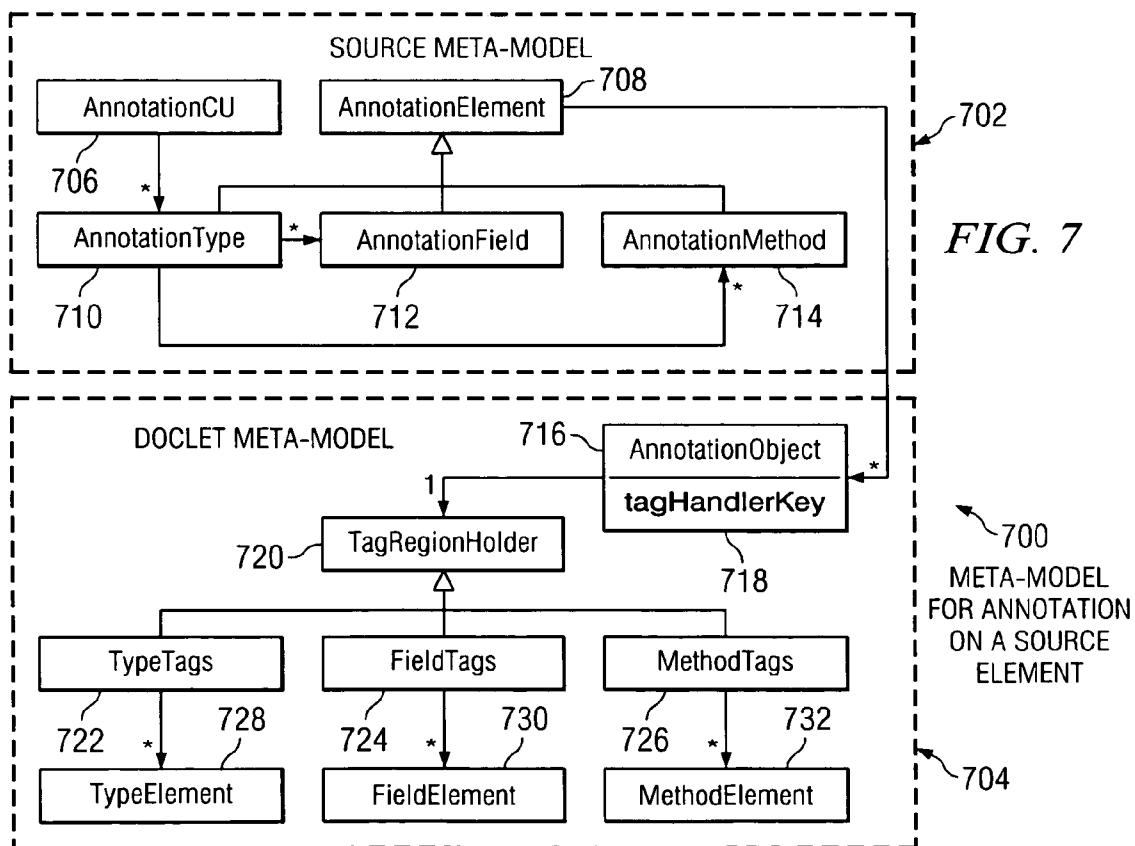 SOURCE META-MODEL
AnnotationCU
AnnotationElement
708
706
702
*
AnnotationType
*
AnnotationField
AnnotationMethod
FIG. 7
710
712
*
714
DOCLET META-MODEL
716
AnnotationObject
*
tagHandlerKey
1
720
TagRegionHolder
718
700
META-MODEL
FOR ANNOTATION
ON A SOURCE
ELEMENT
TypeTags
FieldTags
MethodTags
722
*
728
724
*
730
726
*
732
TypeElement
FieldElement
MethodElement
704